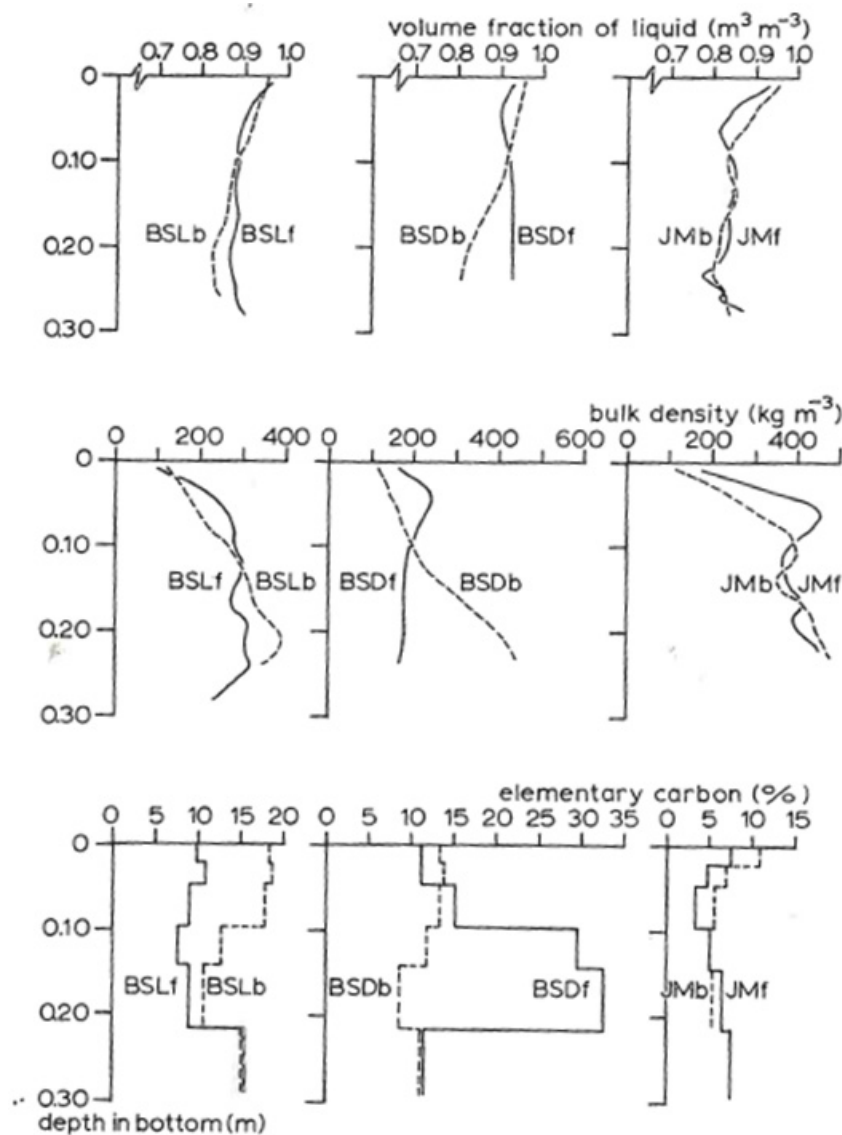 volume fraction of liquid (m³ m⁻³)
0.7 0.8 0.9 1.0 0.7 0.8 0.9 1.0 0.7 0.8 0.9 1.0
0
0.10
BSLb BSLf BSDb BSDf JMb JMf
0.20
0.30
bulk density (kg m⁻³)
0 200 400 0 200 400 600 0 200 400
0
0.10
BSLf BSLb BSDf BSDb JMb JMf
0.20
0.30
elementary carbon (%)
0 5 10 15 20 0 5 10 15 20 25 30 35 0 5 10 15
0
0.10
BSLf BSLb BSDb BSDf JMb JMf
0.20
0.30
depth in bottom (m)